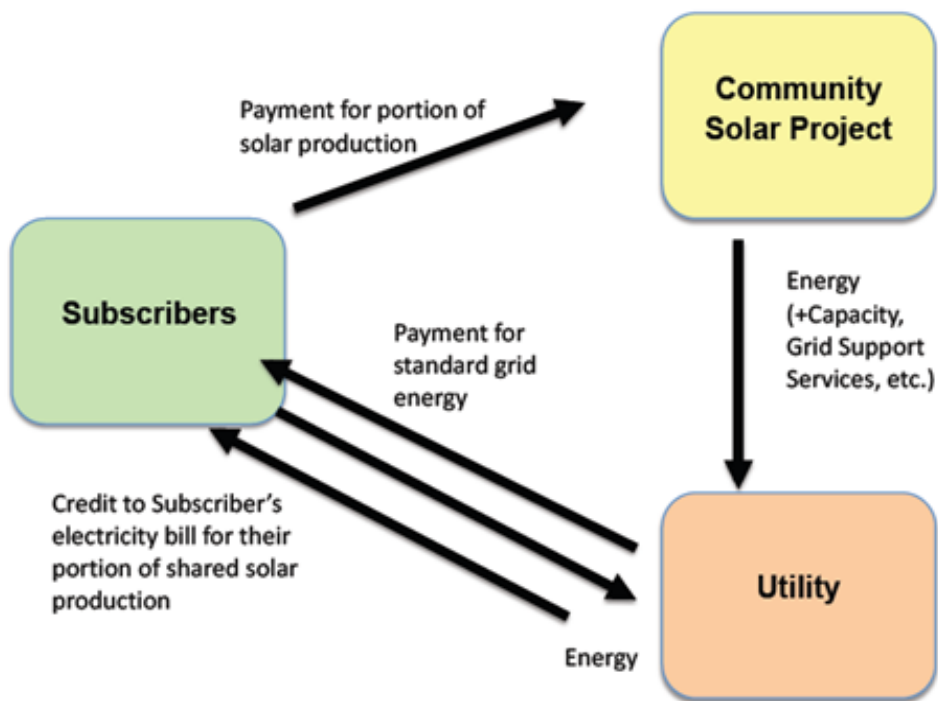 Community
Solar Project
Payment for portion of
solar production
Subscribers
Energy
(+Capacity,
Grid Support
Services, etc.)
Payment for
standard grid
energy
Credit to Subscriber’s
electricity bill for their
portion of shared solar
production
Utility
Energy